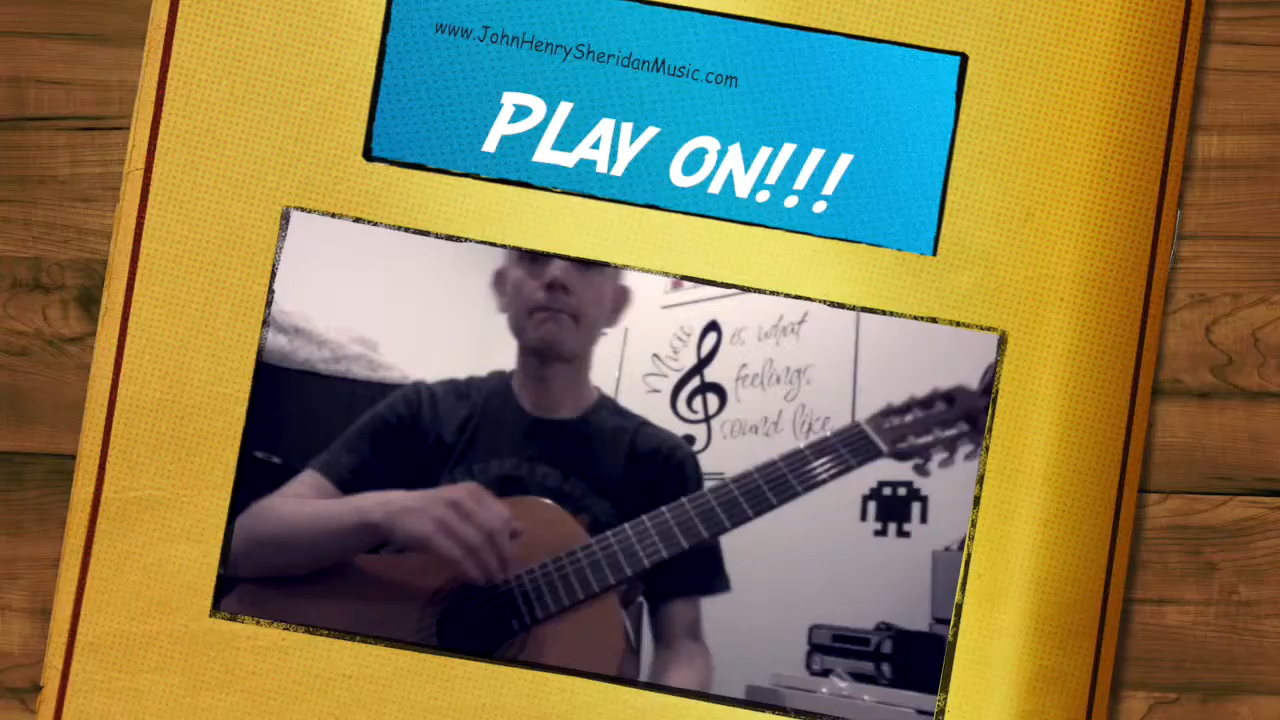 www.JohnHenrySheridanMusic.com
PLAY ON!!!
Music is what
feelings
sound like